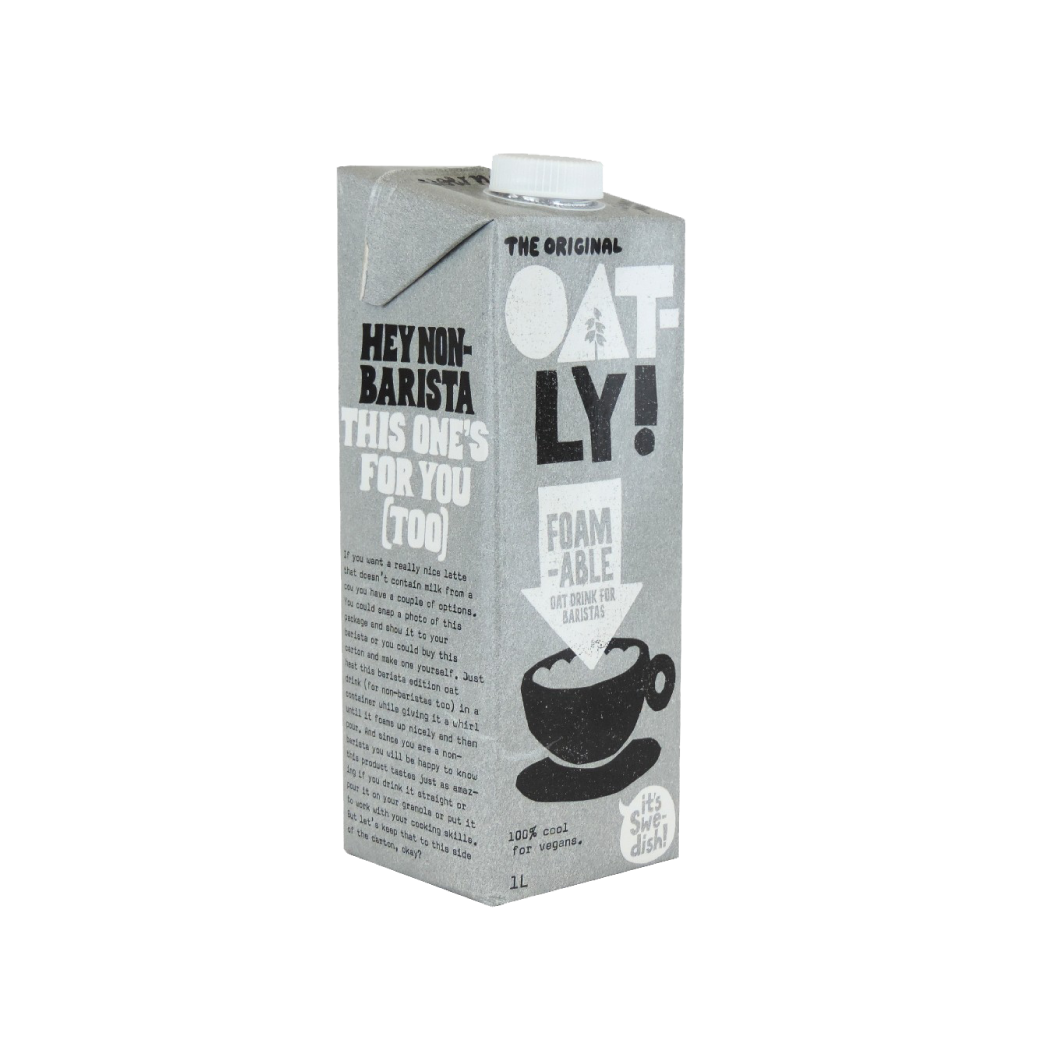 HEY NON-
BARISTA
THIS ONE'S
FOR YOU
(TOO)
If you want a really nice latte
that doesn't contain milk from a
cow you have a couple of options.
You could snap a photo of this
package and show it to your
barista or you could buy this
carton and make one yourself. Just
heat this barista edition oat
drink (for non-baristas too) in a
container while giving it a whirl
until it foams up nicely and then
pour. And since you are a non-
barista you will be happy to know
this product tastes just as amaz-
ing if you drink it straight or
pour it on your granola or put it
to work with your cooking skills.
But let's keep that to this side
of the carton, okay?
THE ORIGINAL
OAT-
LY!
FOAM
-ABLE
OAT DRINK FOR
BARISTAS
100% cool
for vegans.
1L
it's
Swe-
dish!